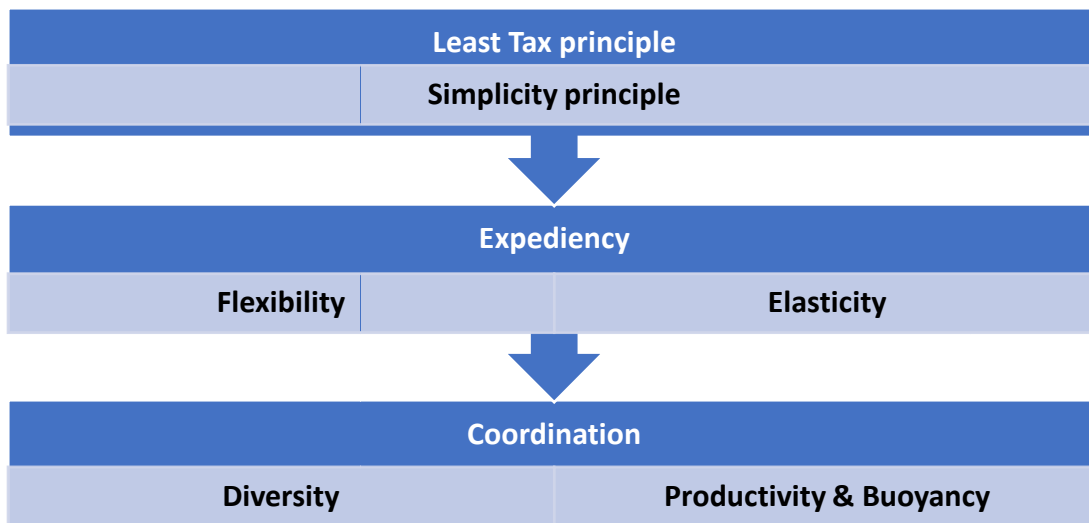 Least Tax principle
Simplicity principle
Expediency
Flexibility
Elasticity
Coordination
Diversity
Productivity & Buoyancy